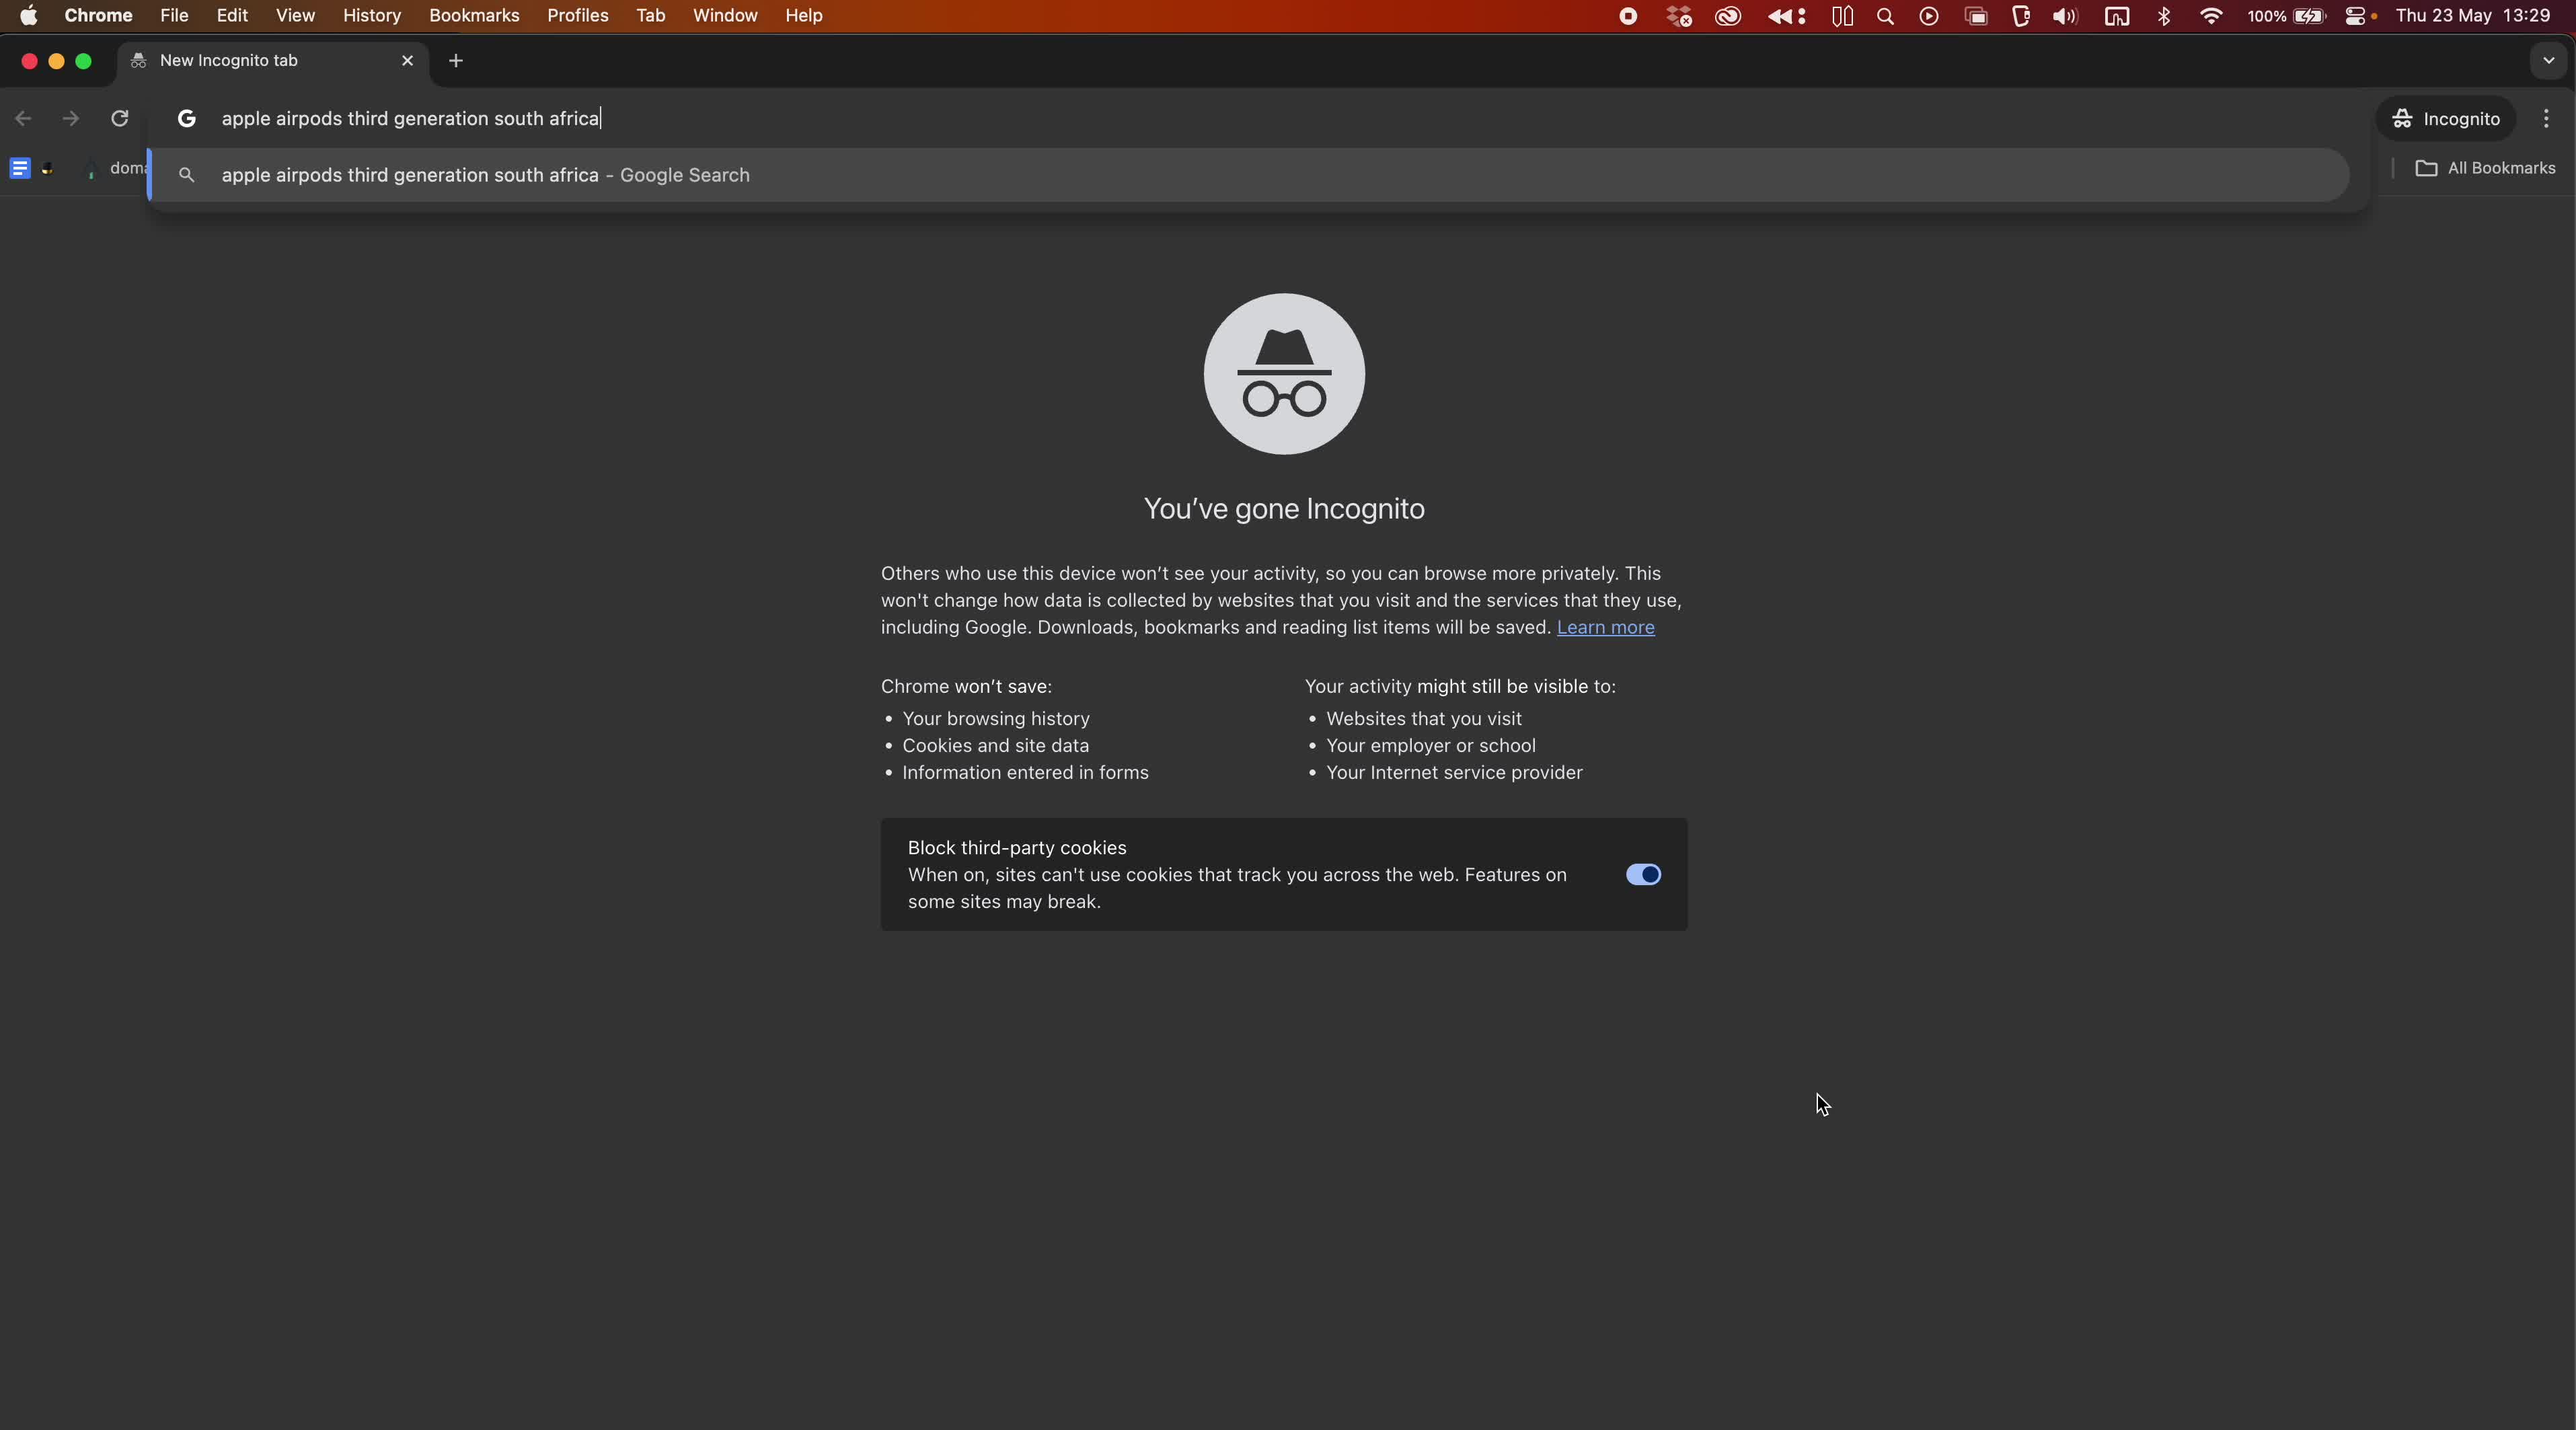 Chrome File Edit View History Bookmarks Profiles Tab Window Help 100% Thu 23 May 13:29
New Incognito tab
apple airpods third generation south africa
Incognito
apple airpods third generation south africa - Google Search
All Bookmarks
You've gone Incognito
Others who use this device won't see your activity, so you can browse more privately. This
won't change how data is collected by websites that you visit and the services that they use,
including Google. Downloads, bookmarks and reading list items will be saved. Learn more
Chrome won't save:
• Your browsing history
• Cookies and site data
• Information entered in forms
Your activity might still be visible to:
• Websites that you visit
• Your employer or school
• Your Internet service provider
Block third-party cookies
When on, sites can't use cookies that track you across the web. Features on
some sites may break.